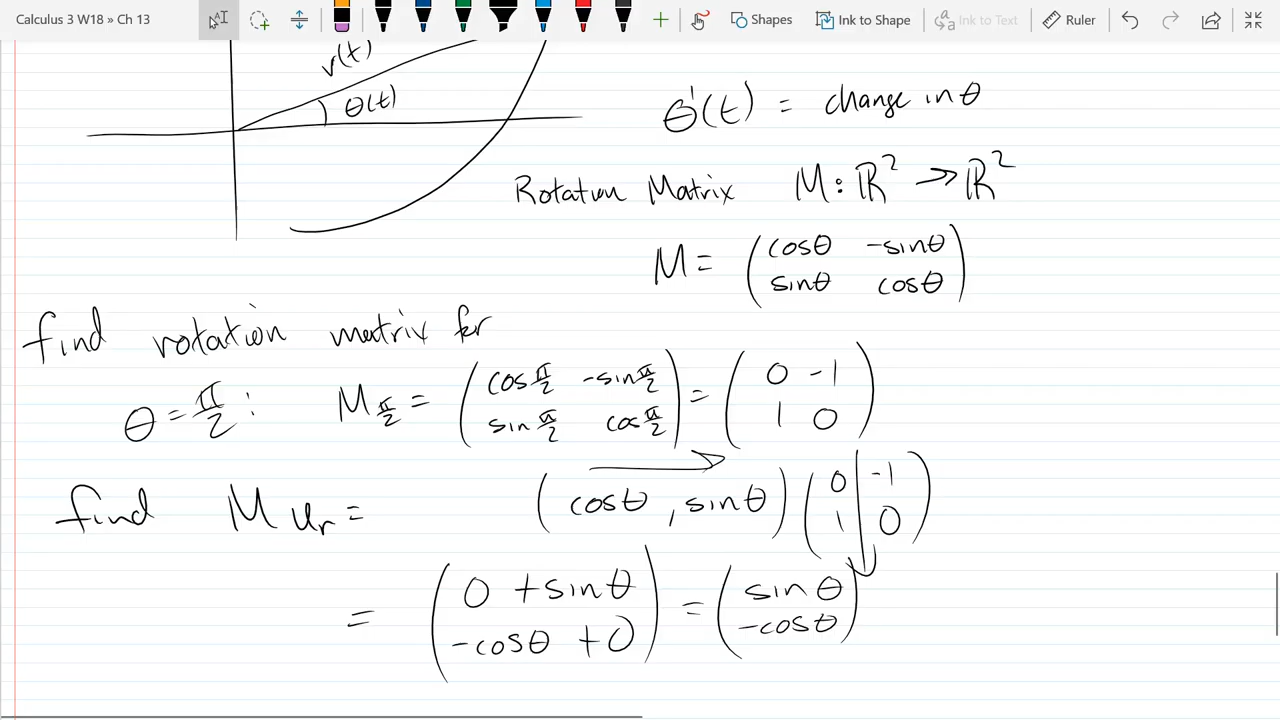 Calculus 3 W18 » Ch 13
Shapes
Ink to Shape
Ink to Text
Ruler
r(t)
θ(t)
θ'(t) = change in θ
Rotation Matrix M : ℝ² → ℝ²
M = ( cosθ -sinθ
sinθ cosθ )
find rotation matrix for
θ = π/2 : M π/2 = ( cos π/2 -sin π/2
sin π/2 cos π/2 ) = ( 0 -1
1 0 )
find M u_r = ( cosθ , sinθ ) ( 0 -1
1 0 )
= ( 0 + sinθ
-cosθ + 0 ) = ( sinθ
-cosθ )